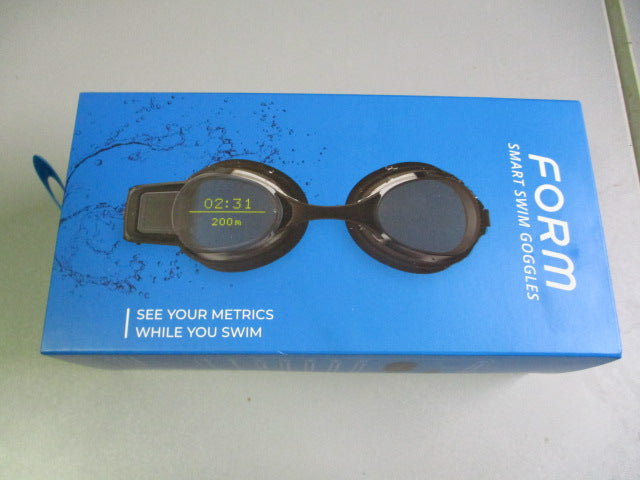 FORM
SMART SWIM GOGGLES
02:31
200m
SEE YOUR METRICS
WHILE YOU SWIM